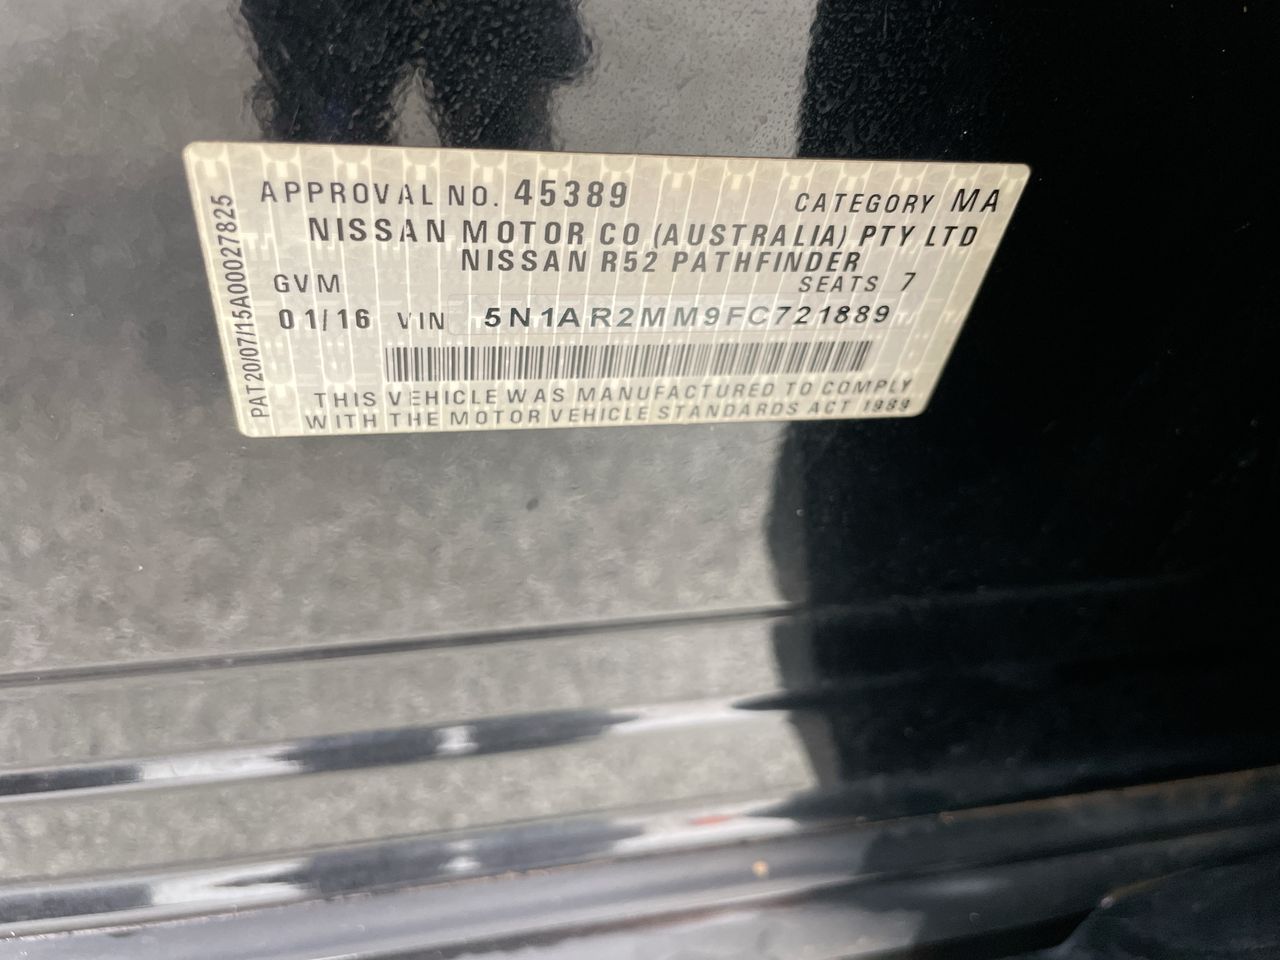 APPROVAL NO. 45389 CATEGORY MA
NISSAN MOTOR CO (AUSTRALIA) PTY LTD
NISSAN R52 PATHFINDER
GVM SEATS 7
01/16 VIN 5N1AR2MM9FC721889
THIS VEHICLE WAS MANUFACTURED TO COMPLY
WITH THE MOTOR VEHICLE STANDARDS ACT 1989
PAT20/07/15A00027825